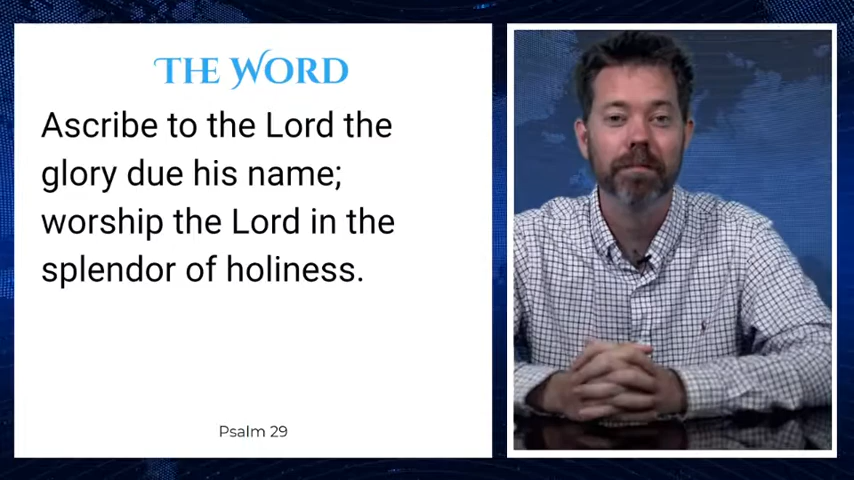 THE WORD
Ascribe to the Lord the
glory due his name;
worship the Lord in the
splendor of holiness.
Psalm 29